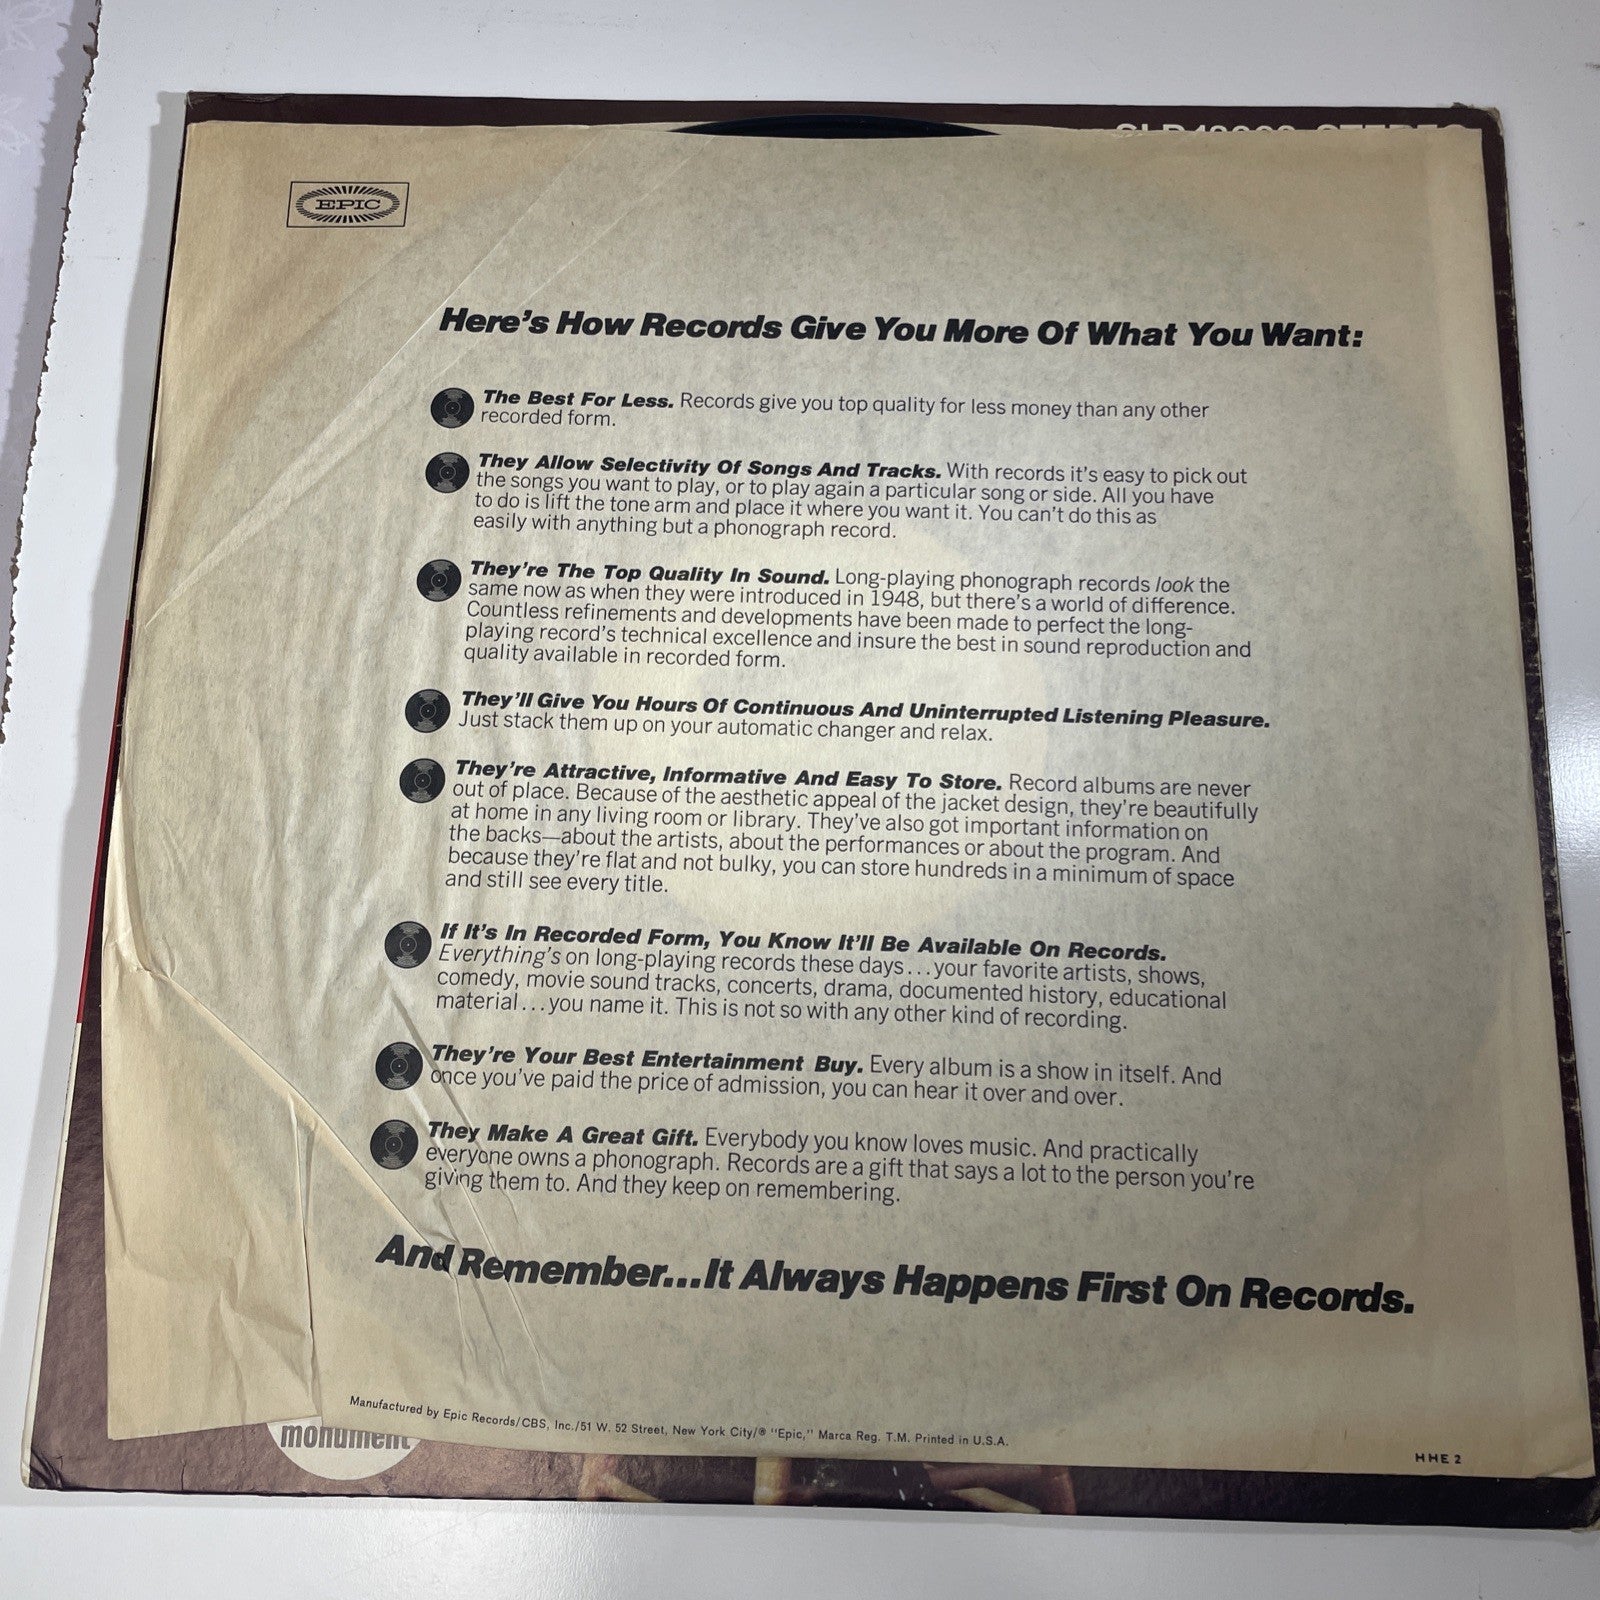 STEREO
EPIC
Here's How Records Give You More Of What You Want:
The Best For Less. Records give you top quality for less money than any other
recorded form.
They Allow Selectivity Of Songs And Tracks. With records it's easy to pick out
the songs you want to play, or to play again a particular song or side. All you have
to do is lift the tone arm and place it where you want it. You can't do this as
easily with anything but a phonograph record.
They're The Top Quality In Sound. Long-playing phonograph records look the
same now as when they were introduced in 1948, but there's a world of difference.
Countless refinements and developments have been made to perfect the long-
playing record's technical excellence and insure the best in sound reproduction and
quality available in recorded form.
They'll Give You Hours Of Continuous And Uninterrupted Listening Pleasure.
Just stack them up on your automatic changer and relax.
They're Attractive, Informative And Easy To Store. Record albums are never
out of place. Because of the aesthetic appeal of the jacket design, they're beautifully
at home in any living room or library. They've also got important information on
the backs—about the artists, about the performances or about the program. And
because they're flat and not bulky, you can store hundreds in a minimum of space
and still see every title.
If It's In Recorded Form, You Know It'll Be Available On Records.
Everything's on long-playing records these days...your favorite artists, shows,
comedy, movie sound tracks, concerts, drama, documented history, educational
material...you name it. This is not so with any other kind of recording.
They're Your Best Entertainment Buy. Every album is a show in itself. And
once you've paid the price of admission, you can hear it over and over.
They Make A Great Gift. Everybody you know loves music. And practically
everyone owns a phonograph. Records are a gift that says a lot to the person you're
giving them to. And they keep on remembering.
And Remember...It Always Happens First On Records.
Manufactured by Epic Records/CBS, Inc./51 W. 52 Street, New York City/® "Epic," Marca Reg. T.M. Printed in U.S.A.
monument
HHE 2